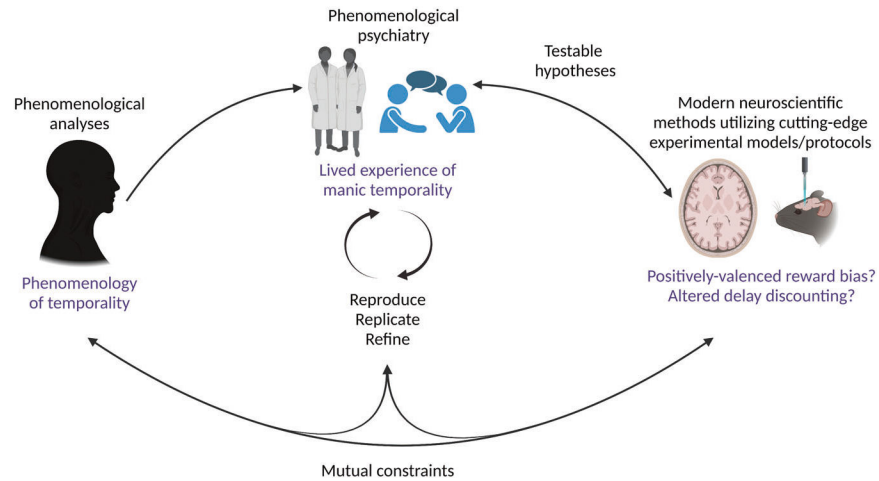 Phenomenological
psychiatry
Testable
hypotheses
Phenomenological
analyses
Modern neuroscientific
methods utilizing cutting-edge
experimental models/protocols
Lived experience of
manic temporality
Phenomenology
of temporality
Positively-valenced reward bias?
Altered delay discounting?
Reproduce
Replicate
Refine
Mutual constraints